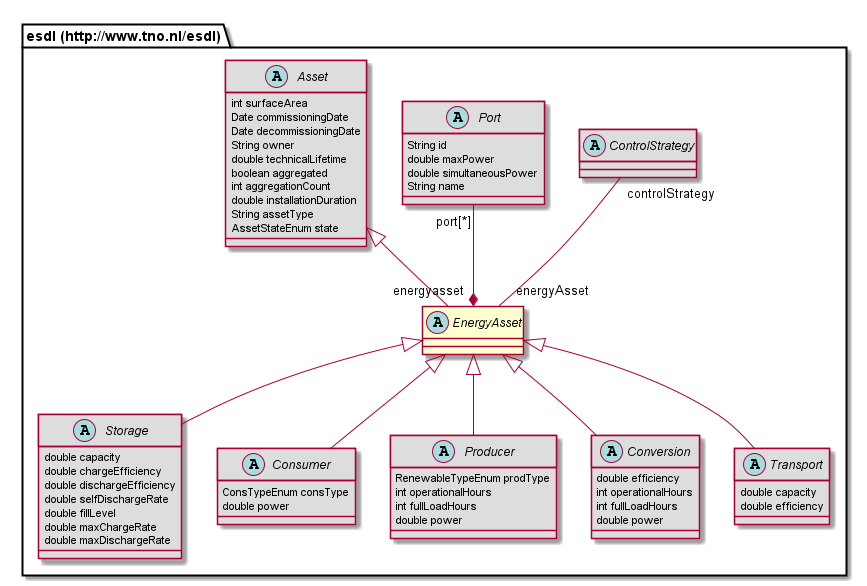 esdl (http://www.tno.nl/esdl)
A Asset
int surfaceArea
Date commissioningDate
Date decommissioningDate
String owner
double technicalLifetime
boolean aggregated
int aggregationCount
double installationDuration
String assetType
AssetStateEnum state
A Port
String id
double maxPower
double simultaneousPower
String name
A ControlStrategy
controlStrategy
port[*]
energyasset
energyAsset
A EnergyAsset
A Storage
double capacity
double chargeEfficiency
double dischargeEfficiency
double selfDischargeRate
double fillLevel
double maxChargeRate
double maxDischargeRate
A Consumer
ConsTypeEnum consType
double power
A Producer
RenewableTypeEnum prodType
int operationalHours
int fullLoadHours
double power
A Conversion
double efficiency
int operationalHours
int fullLoadHours
double power
A Transport
double capacity
double efficiency